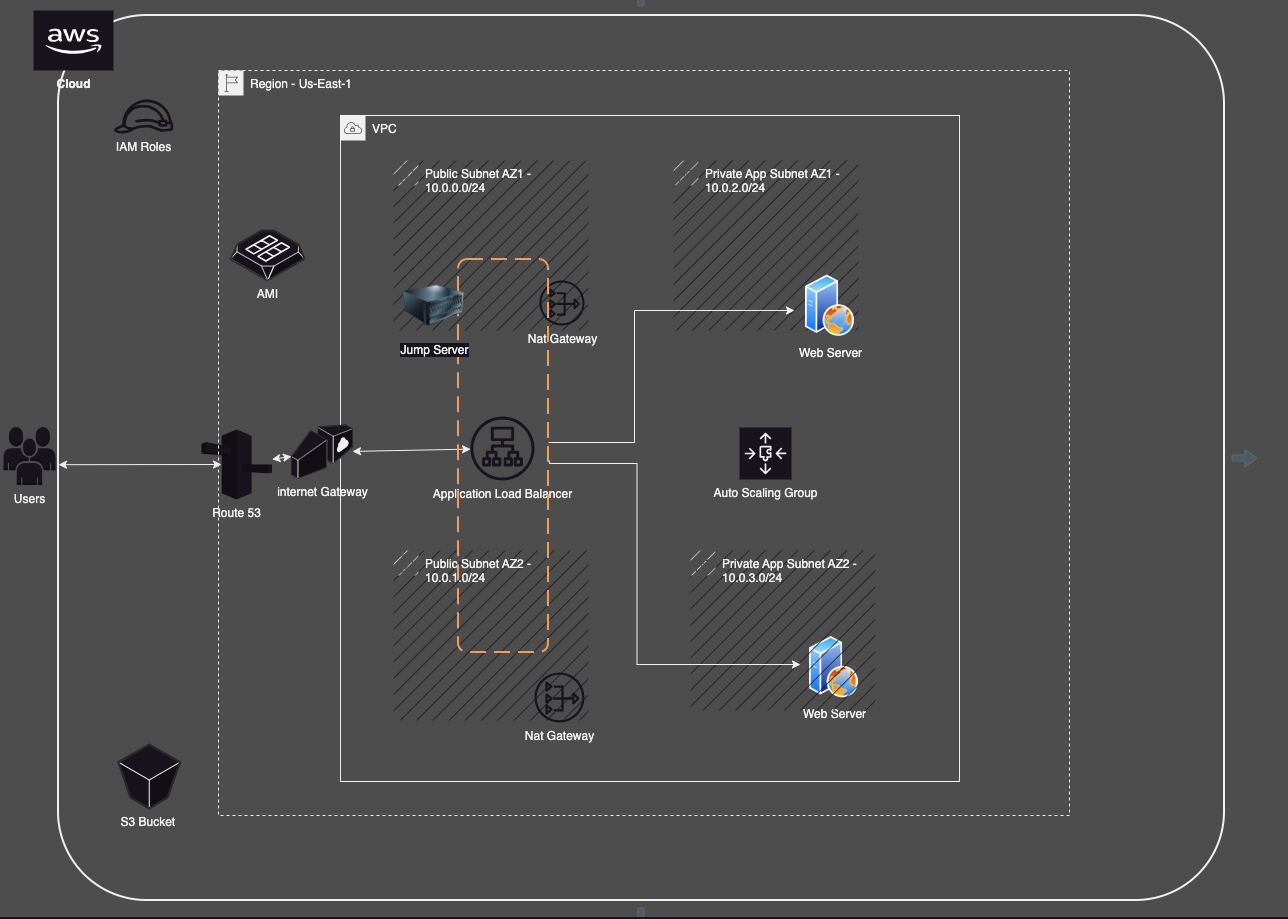 aws
Cloud
Region - Us-East-1
IAM Roles
VPC
Public Subnet AZ1 -
10.0.0.0/24
Private App Subnet AZ1 -
10.0.2.0/24
AMI
Jump Server
Nat Gateway
Web Server
Users
Route 53
internet Gateway
Application Load Balancer
Auto Scaling Group
Public Subnet AZ2 -
10.0.1.0/24
Private App Subnet AZ2 -
10.0.3.0/24
Web Server
Nat Gateway
S3 Bucket